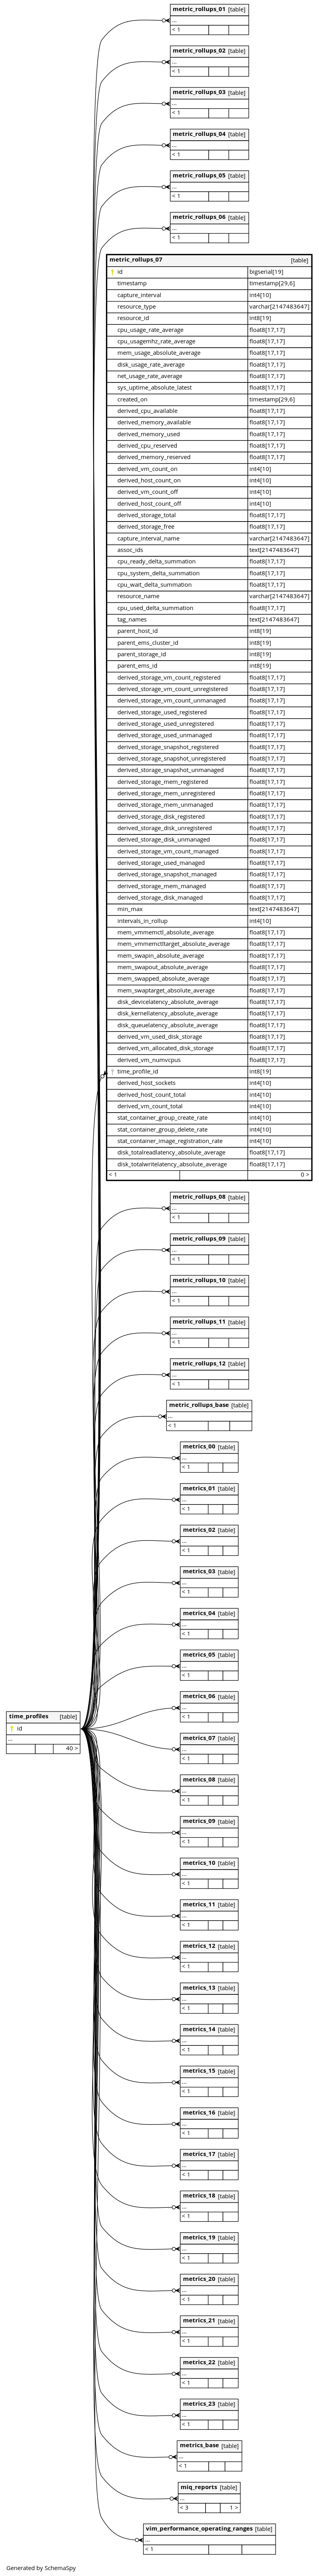 metric_rollups_01 [table]
...
< 1
metric_rollups_02 [table]
...
< 1
metric_rollups_03 [table]
...
< 1
metric_rollups_04 [table]
...
< 1
metric_rollups_05 [table]
...
< 1
metric_rollups_06 [table]
...
< 1
metric_rollups_07 [table]
id bigserial[19]
timestamp timestamp[29,6]
capture_interval int4[10]
resource_type varchar[2147483647]
resource_id int8[19]
cpu_usage_rate_average float8[17,17]
cpu_usagemhz_rate_average float8[17,17]
mem_usage_absolute_average float8[17,17]
disk_usage_rate_average float8[17,17]
net_usage_rate_average float8[17,17]
sys_uptime_absolute_latest float8[17,17]
created_on timestamp[29,6]
derived_cpu_available float8[17,17]
derived_memory_available float8[17,17]
derived_memory_used float8[17,17]
derived_cpu_reserved float8[17,17]
derived_memory_reserved float8[17,17]
derived_vm_count_on int4[10]
derived_host_count_on int4[10]
derived_vm_count_off int4[10]
derived_host_count_off int4[10]
derived_storage_total float8[17,17]
derived_storage_free float8[17,17]
capture_interval_name varchar[2147483647]
assoc_ids text[2147483647]
cpu_ready_delta_summation float8[17,17]
cpu_system_delta_summation float8[17,17]
cpu_wait_delta_summation float8[17,17]
resource_name varchar[2147483647]
cpu_used_delta_summation float8[17,17]
tag_names text[2147483647]
parent_host_id int8[19]
parent_ems_cluster_id int8[19]
parent_storage_id int8[19]
parent_ems_id int8[19]
derived_storage_vm_count_registered float8[17,17]
derived_storage_vm_count_unregistered float8[17,17]
derived_storage_vm_count_unmanaged float8[17,17]
derived_storage_used_registered float8[17,17]
derived_storage_used_unregistered float8[17,17]
derived_storage_used_unmanaged float8[17,17]
derived_storage_snapshot_registered float8[17,17]
derived_storage_snapshot_unregistered float8[17,17]
derived_storage_snapshot_unmanaged float8[17,17]
derived_storage_mem_registered float8[17,17]
derived_storage_mem_unregistered float8[17,17]
derived_storage_mem_unmanaged float8[17,17]
derived_storage_disk_registered float8[17,17]
derived_storage_disk_unregistered float8[17,17]
derived_storage_disk_unmanaged float8[17,17]
derived_storage_vm_count_managed float8[17,17]
derived_storage_used_managed float8[17,17]
derived_storage_snapshot_managed float8[17,17]
derived_storage_mem_managed float8[17,17]
derived_storage_disk_managed float8[17,17]
min_max text[2147483647]
intervals_in_rollup int4[10]
mem_vmmemctl_absolute_average float8[17,17]
mem_vmmemctltarget_absolute_average float8[17,17]
mem_swapin_absolute_average float8[17,17]
mem_swapout_absolute_average float8[17,17]
mem_swapped_absolute_average float8[17,17]
mem_swaptarget_absolute_average float8[17,17]
disk_devicelatency_absolute_average float8[17,17]
disk_kernellatency_absolute_average float8[17,17]
disk_queuelatency_absolute_average float8[17,17]
derived_vm_used_disk_storage float8[17,17]
derived_vm_allocated_disk_storage float8[17,17]
derived_vm_numvcpus float8[17,17]
time_profile_id int8[19]
derived_host_sockets int4[10]
derived_host_count_total int4[10]
derived_vm_count_total int4[10]
stat_container_group_create_rate int4[10]
stat_container_group_delete_rate int4[10]
stat_container_image_registration_rate int4[10]
disk_totalreadlatency_absolute_average float8[17,17]
disk_totalwritelatency_absolute_average float8[17,17]
< 1 0 >
metric_rollups_08 [table]
...
< 1
metric_rollups_09 [table]
...
< 1
metric_rollups_10 [table]
...
< 1
metric_rollups_11 [table]
...
< 1
metric_rollups_12 [table]
...
< 1
metric_rollups_base [table]
...
< 1
metrics_00 [table]
...
< 1
metrics_01 [table]
...
< 1
metrics_02 [table]
...
< 1
metrics_03 [table]
...
< 1
metrics_04 [table]
...
< 1
metrics_05 [table]
...
< 1
metrics_06 [table]
...
< 1
time_profiles [table]
id
...
40 >
metrics_07 [table]
...
< 1
metrics_08 [table]
...
< 1
metrics_09 [table]
...
< 1
metrics_10 [table]
...
< 1
metrics_11 [table]
...
< 1
metrics_12 [table]
...
< 1
metrics_13 [table]
...
< 1
metrics_14 [table]
...
< 1
metrics_15 [table]
...
< 1
metrics_16 [table]
...
< 1
metrics_17 [table]
...
< 1
metrics_18 [table]
...
< 1
metrics_19 [table]
...
< 1
metrics_20 [table]
...
< 1
metrics_21 [table]
...
< 1
metrics_22 [table]
...
< 1
metrics_23 [table]
...
< 1
metrics_base [table]
...
< 1
miq_reports [table]
...
< 3 1 >
vim_performance_operating_ranges [table]
...
< 1
Generated by SchemaSpy